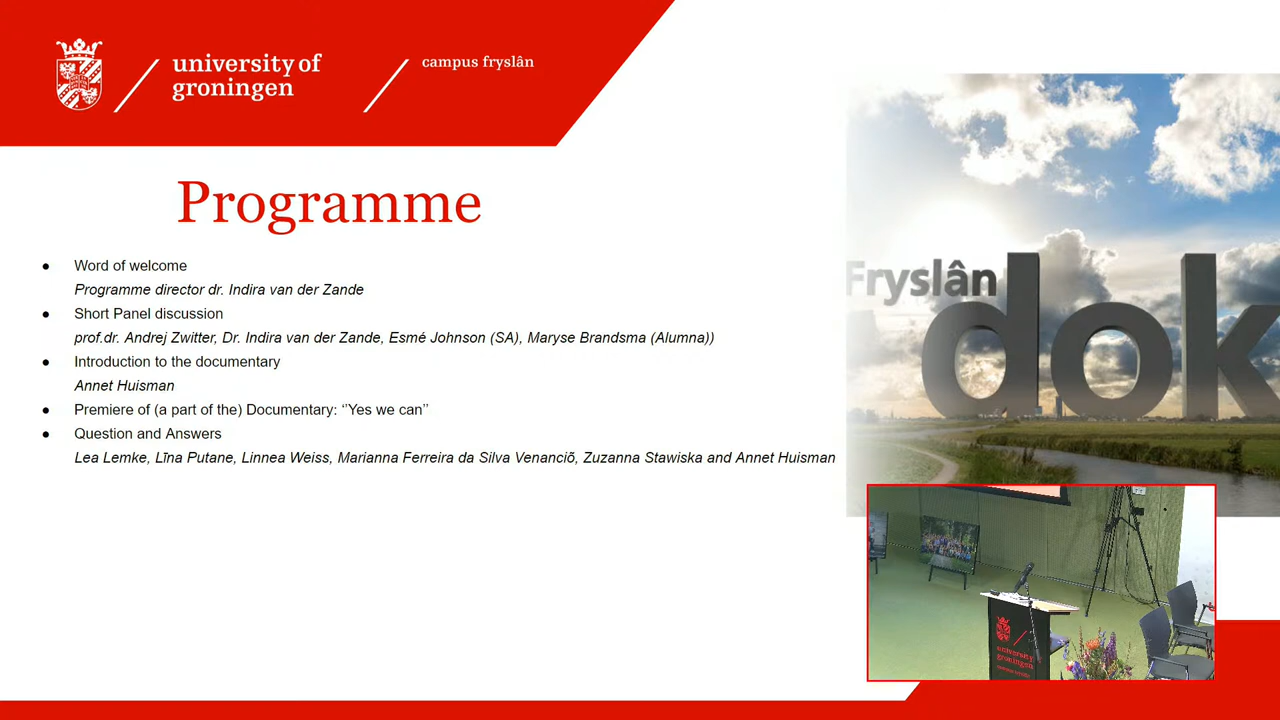 university of
groningen
campus fryslân
Programme
Fryslân
dok
● Word of welcome
Programme director dr. Indira van der Zande
● Short Panel discussion
prof.dr. Andrej Zwitter, Dr. Indira van der Zande, Esmé Johnson (SA), Maryse Brandsma (Alumna))
● Introduction to the documentary
Annet Huisman
● Premiere of (a part of the) Documentary: ‘’Yes we can’’
● Question and Answers
Lea Lemke, Līna Putane, Linnea Weiss, Marianna Ferreira da Silva Venanciõ, Zuzanna Stawiska and Annet Huisman
university
groningen